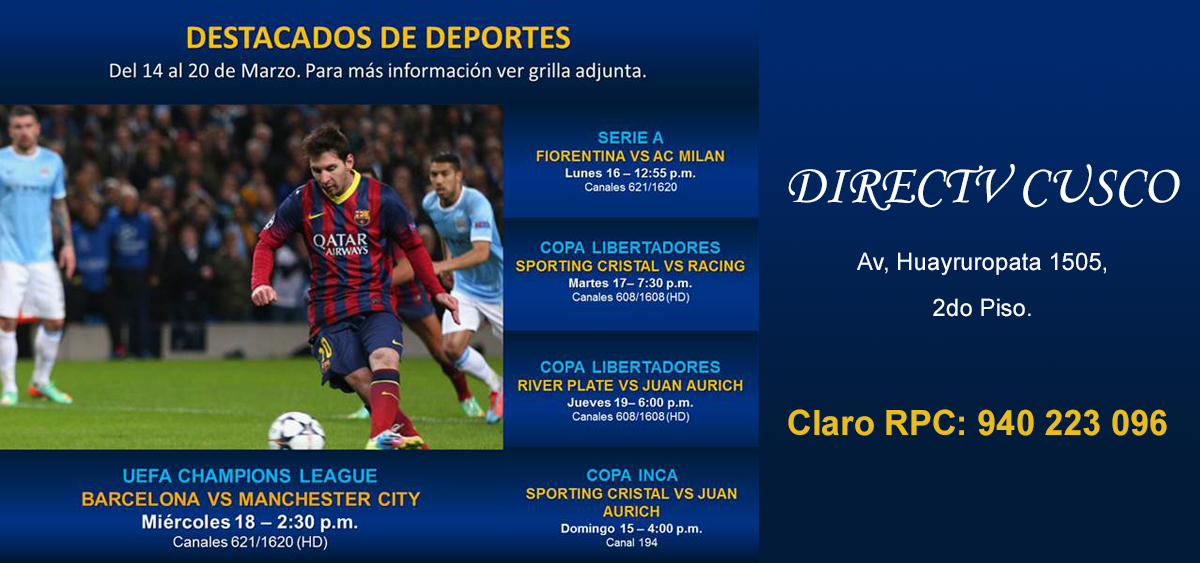 DESTACADOS DE DEPORTES
Del 14 al 20 de Marzo. Para más información ver grilla adjunta.
QATAR
AIRWAYS
10
SERIE A
FIORENTINA VS AC MILAN
Lunes 16 – 12:55 p.m.
Canales 621/1620
COPA LIBERTADORES
SPORTING CRISTAL VS RACING
Martes 17– 7:30 p.m.
Canales 608/1608 (HD)
COPA LIBERTADORES
RIVER PLATE VS JUAN AURICH
Jueves 19– 6:00 p.m.
Canales 608/1608 (HD)
UEFA CHAMPIONS LEAGUE
BARCELONA VS MANCHESTER CITY
Miércoles 18 – 2:30 p.m.
Canales 621/1620 (HD)
COPA INCA
SPORTING CRISTAL VS JUAN
AURICH
Domingo 15 – 4:00 p.m.
Canal 194
DIRECTV CUSCO
Av, Huayruropata 1505,
2do Piso.
Claro RPC: 940 223 096